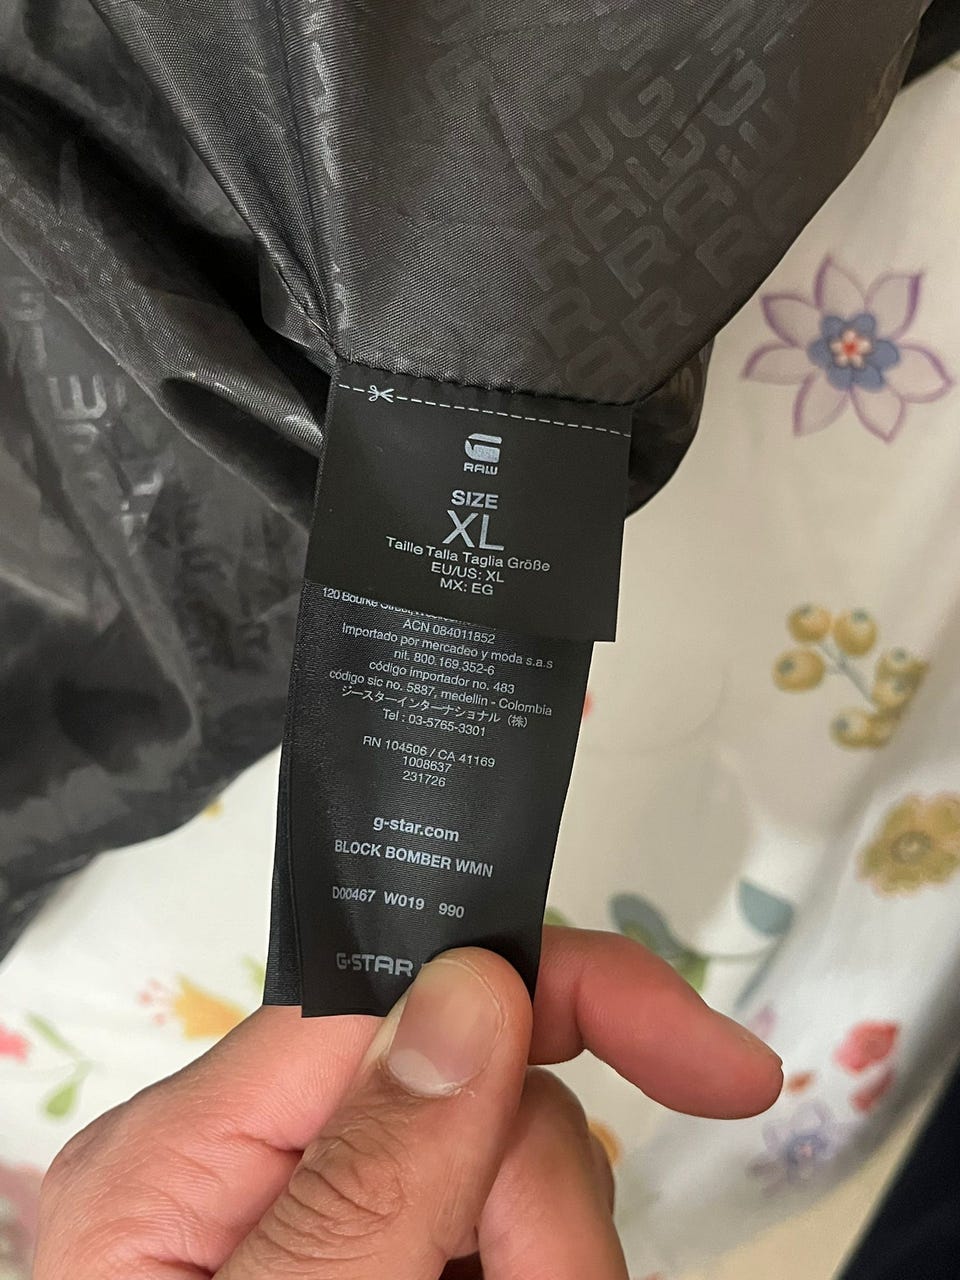 RAW
SIZE
XL
Taille Talla Taglia Größe
EU/US: XL
MX: EG
120 Bourke Street,
ACN 084011852
Importado por mercadeo y moda s.a.s
nit. 800.169.352-6
código importador no. 483
código sic no. 5887, medellin - Colombia
ジースターインターナショナル（株）
Tel : 03-5765-3301
RN 104506 / CA 41169
1008637
231726
g-star.com
BLOCK BOMBER WMN
D00467 W019 990
G-STAR